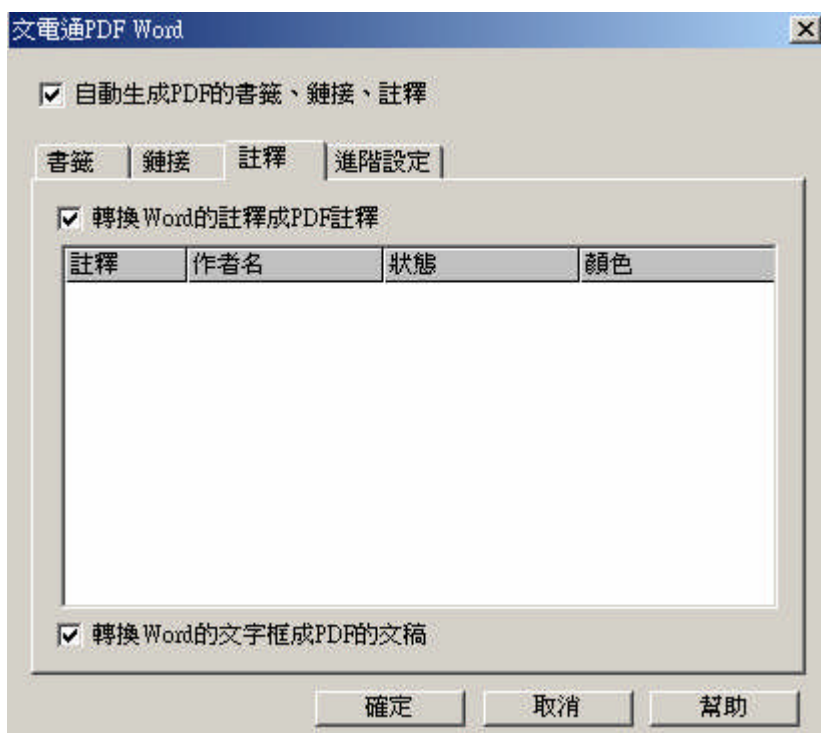 文電通PDF Word
自動生成PDF的書籤、鏈接、註釋
書籤 鏈接 註釋 進階設定
轉換Word的註釋成PDF註釋
註釋 作者名 狀態 顏色
轉換Word的文字框成PDF的文稿
確定 取消 幫助